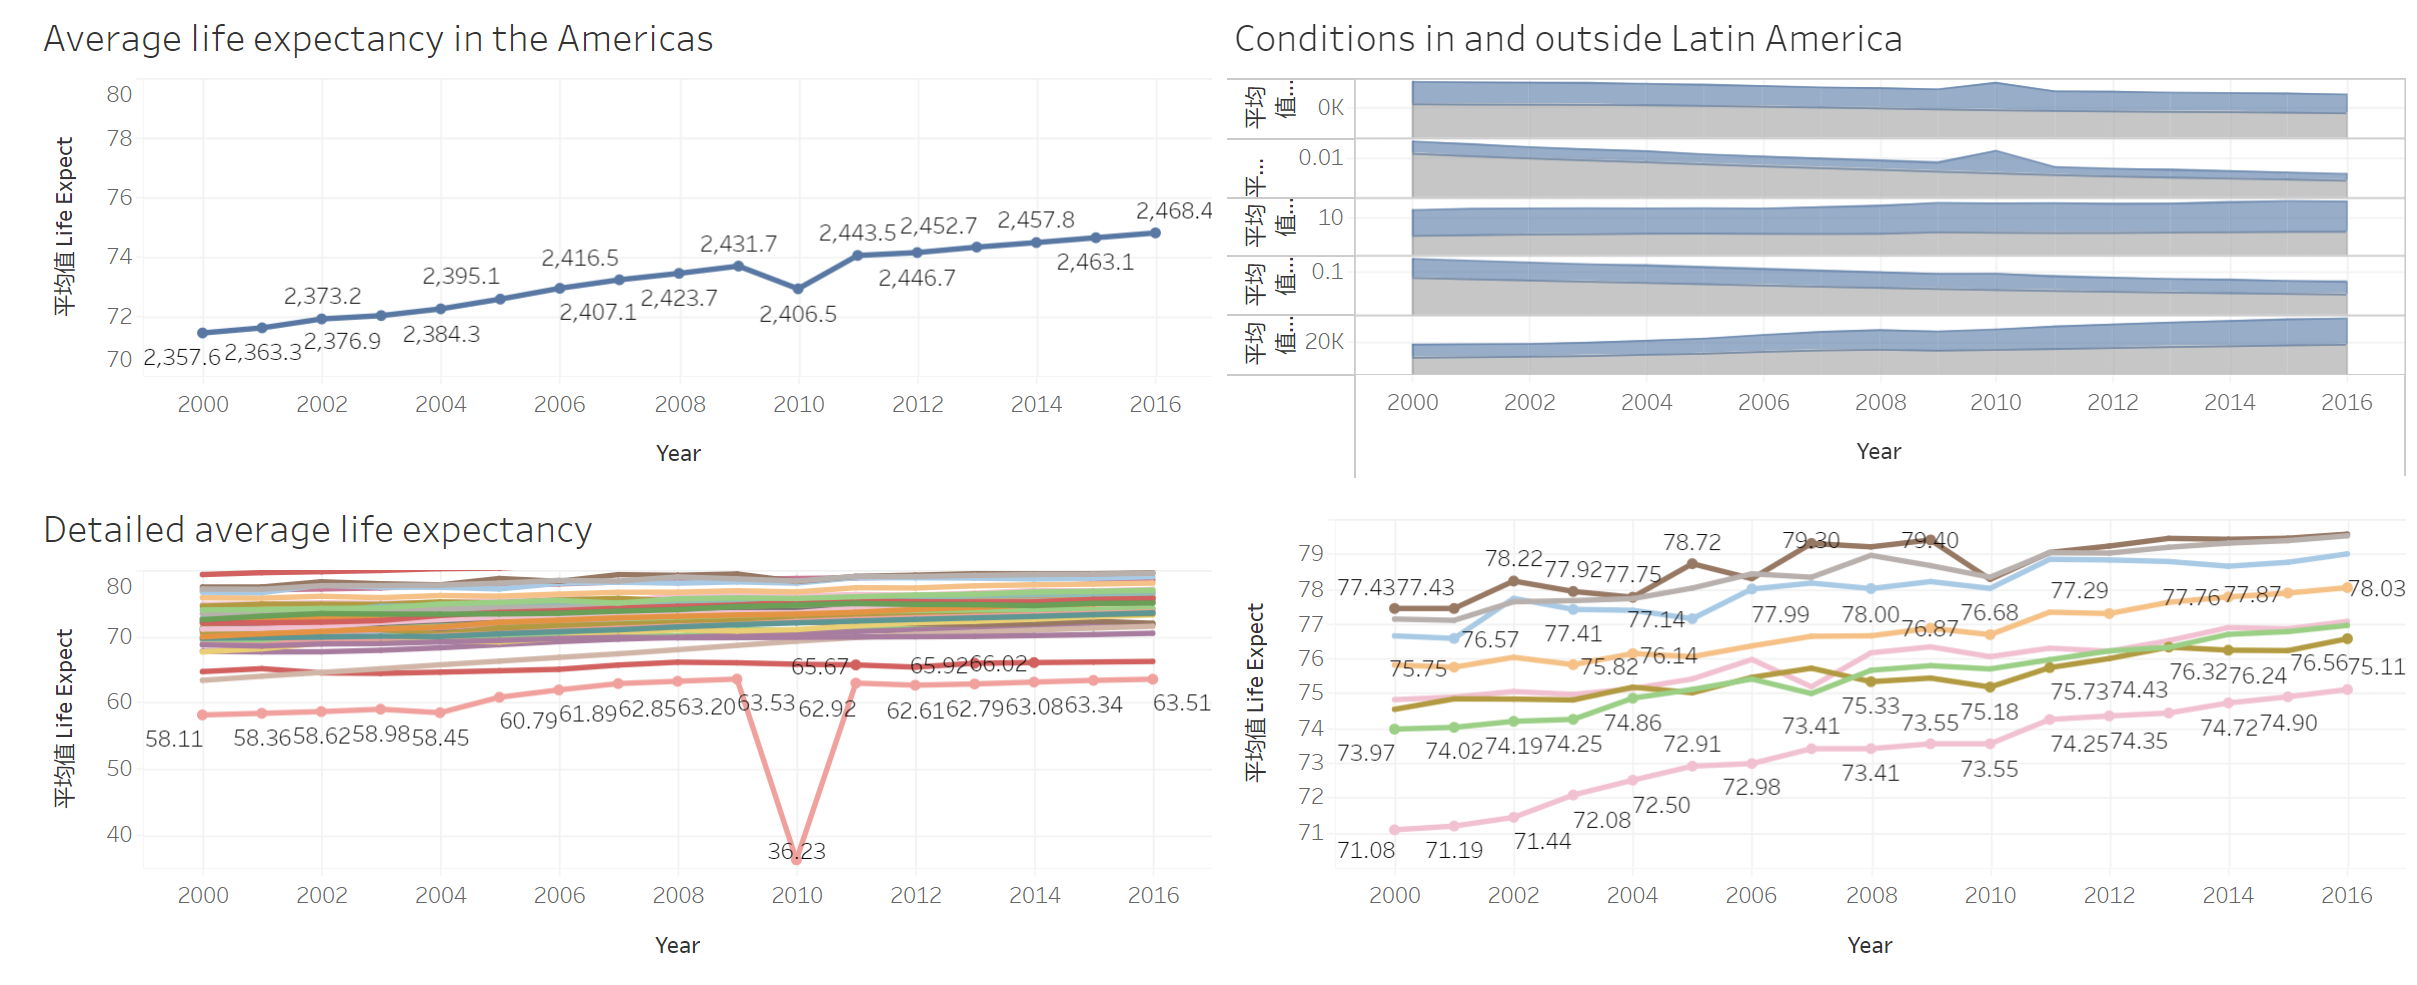 Average life expectancy in the Americas
平均值 Life Expect
80
78
76
74
72
70
2,357.6
2,363.3
2,373.2
2,376.9
2,384.3
2,395.1
2,416.5
2,407.1
2,423.7
2,431.7
2,406.5
2,443.5
2,446.7
2,452.7
2,457.8
2,463.1
2,468.4
2000 2002 2004 2006 2008 2010 2012 2014 2016
Year
Conditions in and outside Latin America
平均
值...
0K
平...
0.01
平均
值...
10
平均
值...
0.1
平均
值...
20K
2000 2002 2004 2006 2008 2010 2012 2014 2016
Year
Detailed average life expectancy
平均值 Life Expect
80
70
60
50
40
65.67 65.92 66.02
58.11 58.36 58.62 58.98 58.45 60.79 61.89 62.85 63.20 63.53 62.92 62.61 62.79 63.08 63.34 63.51
36.23
2000 2002 2004 2006 2008 2010 2012 2014 2016
Year
平均值 Life Expect
79
78
77
76
75
74
73
72
71
77.43 77.43 78.22 77.92 77.75 78.72 79.30 79.40
76.57 77.41 77.14 77.99 78.00
75.75 75.82 76.14 76.87 76.68 77.29 77.76 77.87 78.03
75.33 75.18 75.73 76.24 76.56
73.97 74.02 74.19 74.25 74.86 76.32
71.08 71.19 71.44 72.08 72.50 72.91 72.98 73.41 73.41 73.55 73.55 74.25 74.35 74.43 74.72 74.90 75.11
2000 2002 2004 2006 2008 2010 2012 2014 2016
Year